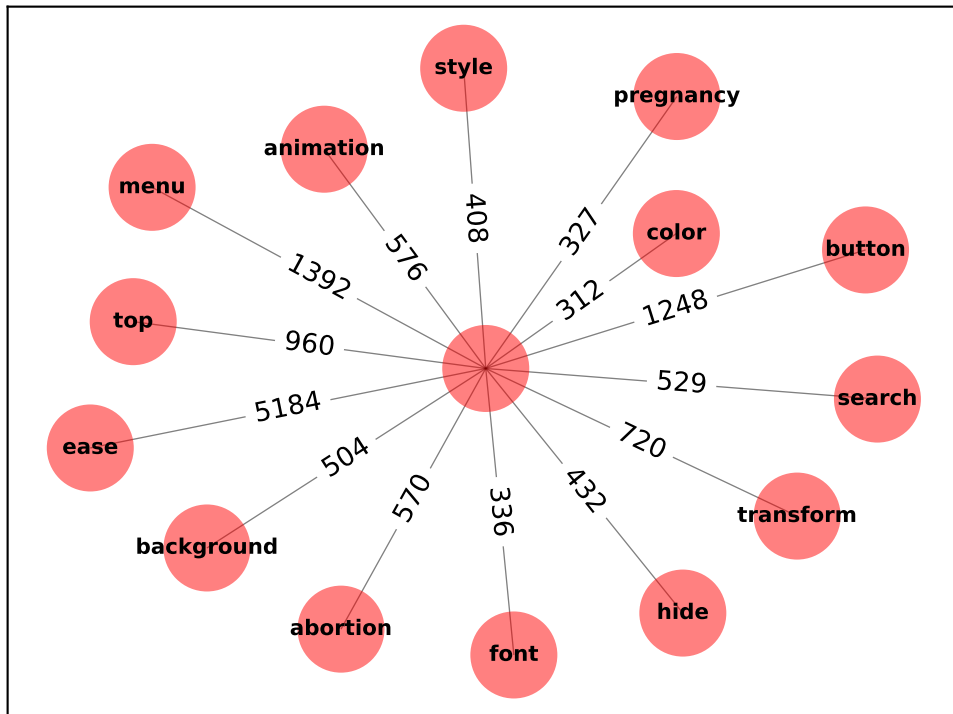 style
pregnancy
animation
menu
408
327
color
button
576
1392
312
1248
top
960
529
search
5184
ease
504
720
570
336
432
transform
background
abortion
font
hide